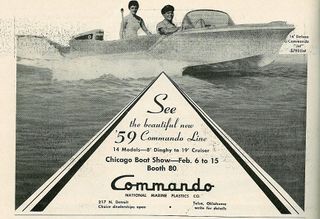 14' Deluxe
Commando
"Jet"
See
the beautiful new
'59 Commando Line
14 Models—8' Dinghy to 19' Cruiser
Chicago Boat Show—Feb. 6 to 15
Booth 80
Commando
NATIONAL MARINE PLASTICS CO.
217 N. Detroit
Choice dealerships open
Tulsa, Oklahoma
write for details